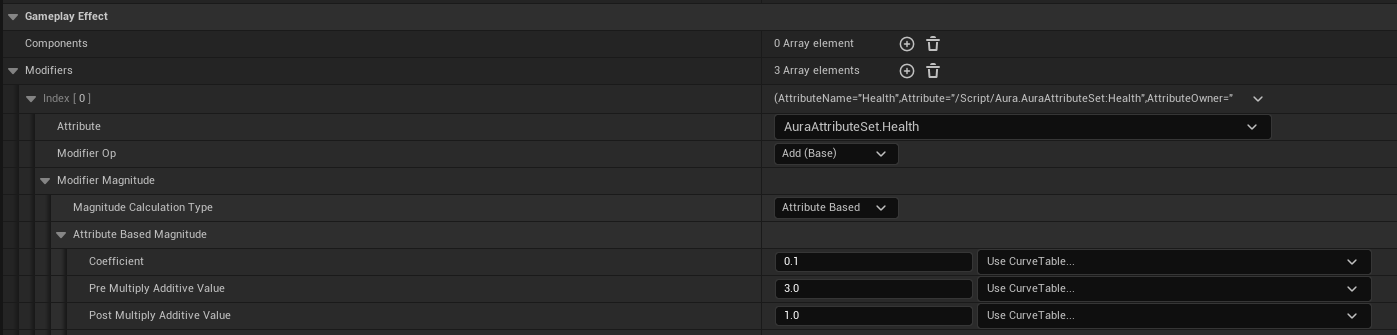 Gameplay Effect
Components 0 Array element
Modifiers 3 Array elements
Index [ 0 ] (AttributeName="Health",Attribute="/Script/Aura.AuraAttributeSet:Health",AttributeOwner="
Attribute AuraAttributeSet.Health
Modifier Op Add (Base)
Modifier Magnitude
Magnitude Calculation Type Attribute Based
Attribute Based Magnitude
Coefficient 0.1 Use CurveTable...
Pre Multiply Additive Value 3.0 Use CurveTable...
Post Multiply Additive Value 1.0 Use CurveTable...